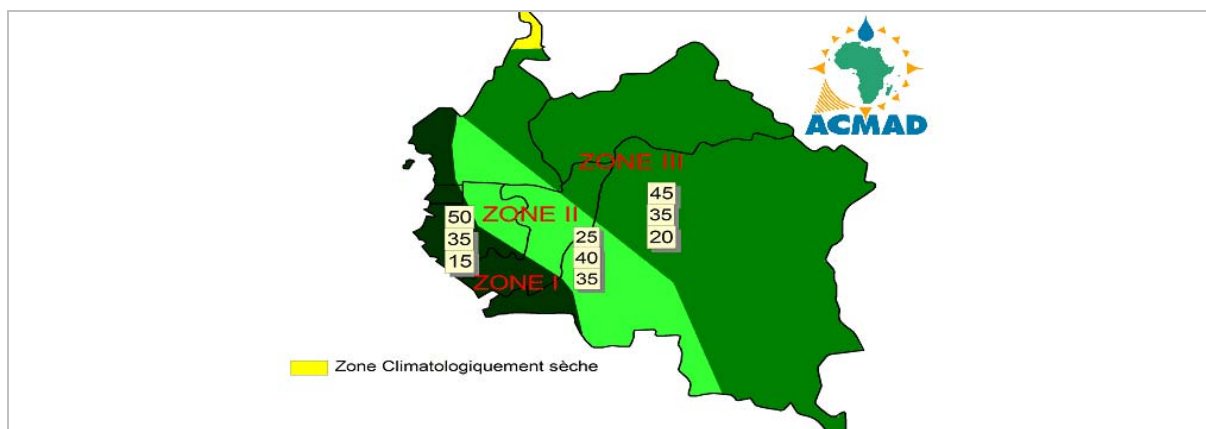 ACMAD
ZONE III
45
35
20
ZONE II
50
35
15
25
40
35
ZONE I
Zone Climatologiquement sèche